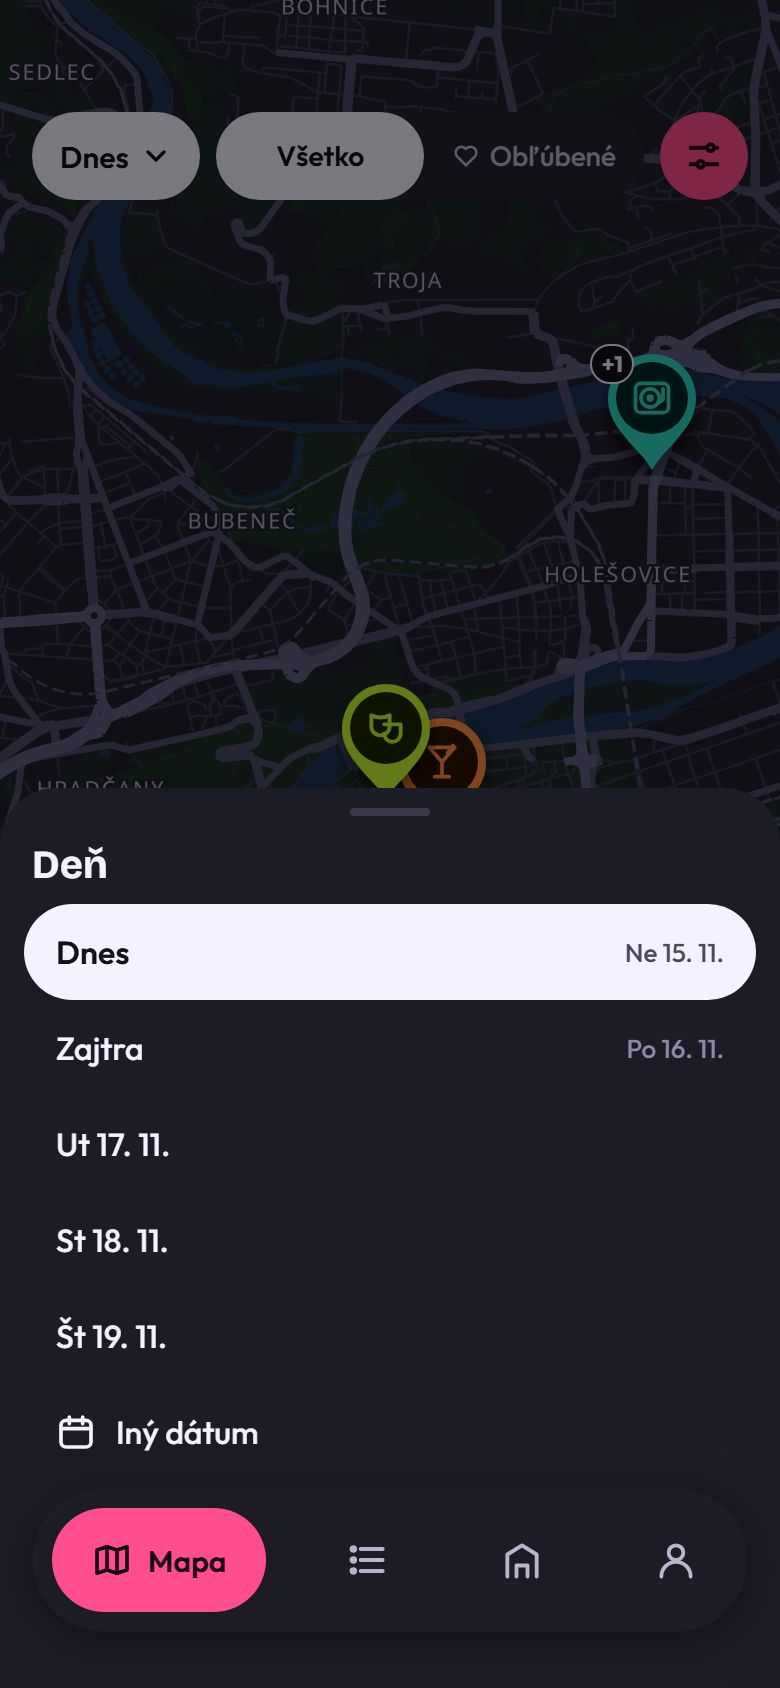 BOHNICE
SEDLEC
Dnes
Všetko
Obľúbené
TROJA
+1
BUBENEČ
HOLEŠOVICE
HRADČANY
Deň
Dnes Ne 15. 11.
Zajtra Po 16. 11.
Ut 17. 11.
St 18. 11.
Št 19. 11.
Iný dátum
Mapa